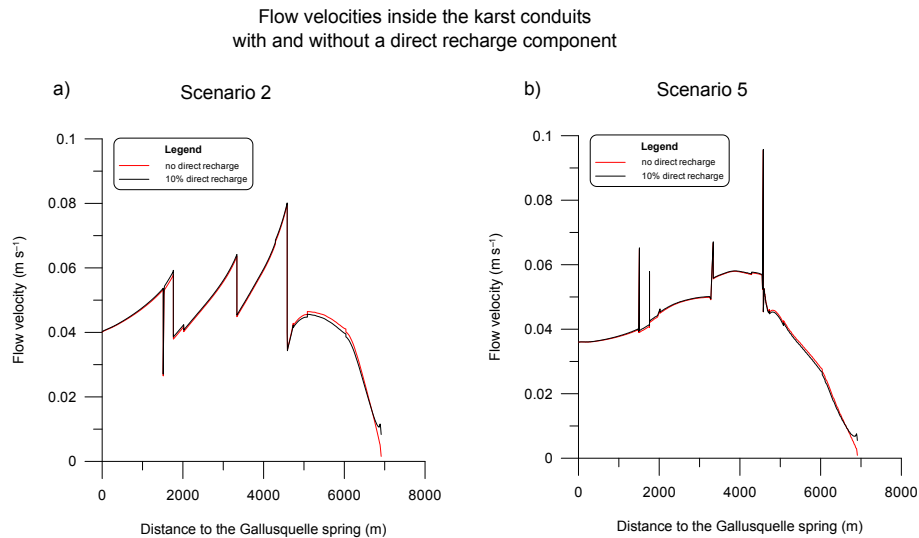 Flow velocities inside the karst conduits
with and without a direct recharge component
a)
Scenario 2
0.1
0.08
0.06
0.04
0.02
0
Flow velocity (m s⁻¹)
Legend
no direct recharge
10% direct recharge
0
2000
4000
6000
8000
Distance to the Gallusquelle spring (m)
b)
Scenario 5
0.1
0.08
0.06
0.04
0.02
0
Flow velocity (m s⁻¹)
Legend
no direct recharge
10% direct recharge
0
2000
4000
6000
8000
Distance to the Gallusquelle spring (m)